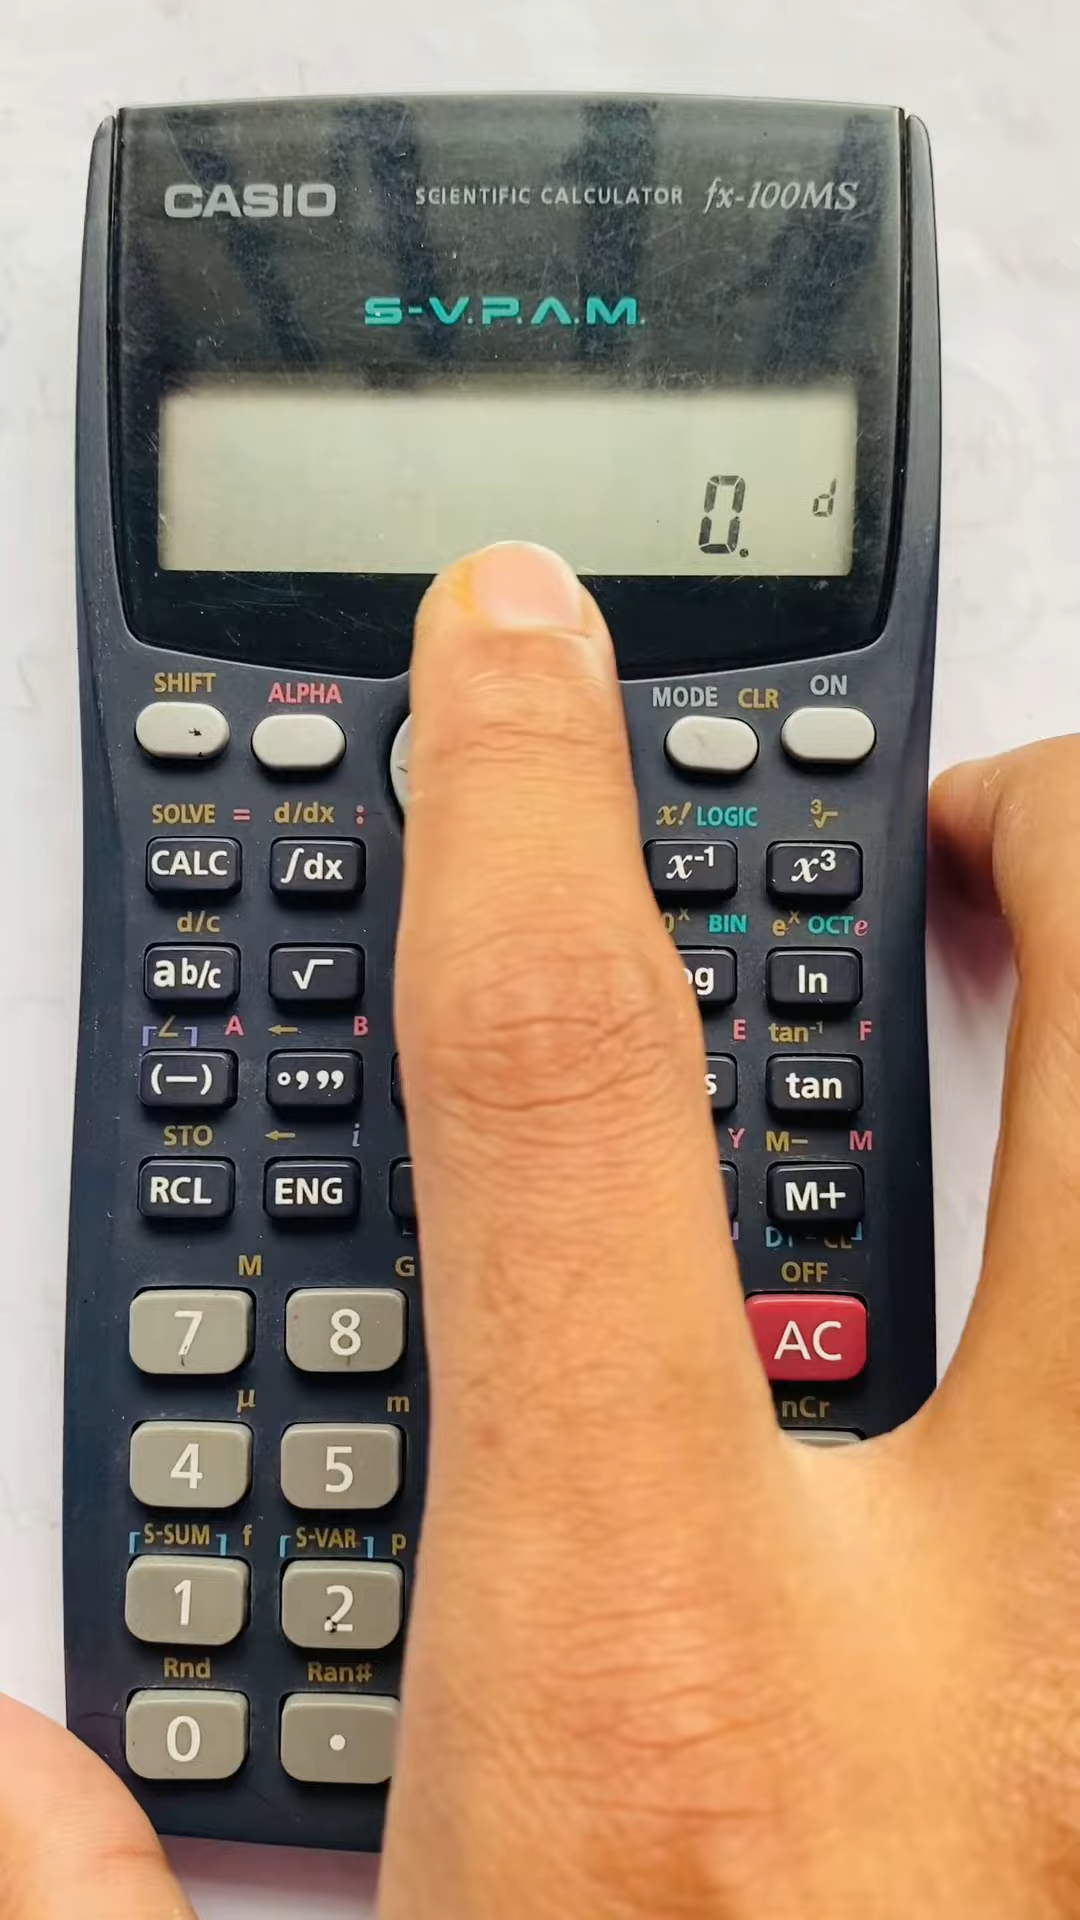 CASIO SCIENTIFIC CALCULATOR fx-100MS
S-V.P.A.M.
0. d
SHIFT ALPHA MODE CLR ON
SOLVE = d/dx : x! LOGIC ³√
CALC ∫dx x⁻¹ x³
d/c BIN eˣ OCT e
ab/c √ ln
∠ A ← B E tan⁻¹ F
(—) °,,, tan
STO ← i Y M− M
RCL ENG M+
M G OFF
7 8 AC
µ m nCr
4 5
S-SUM f S-VAR p
1 2
Rnd Ran#
0 •